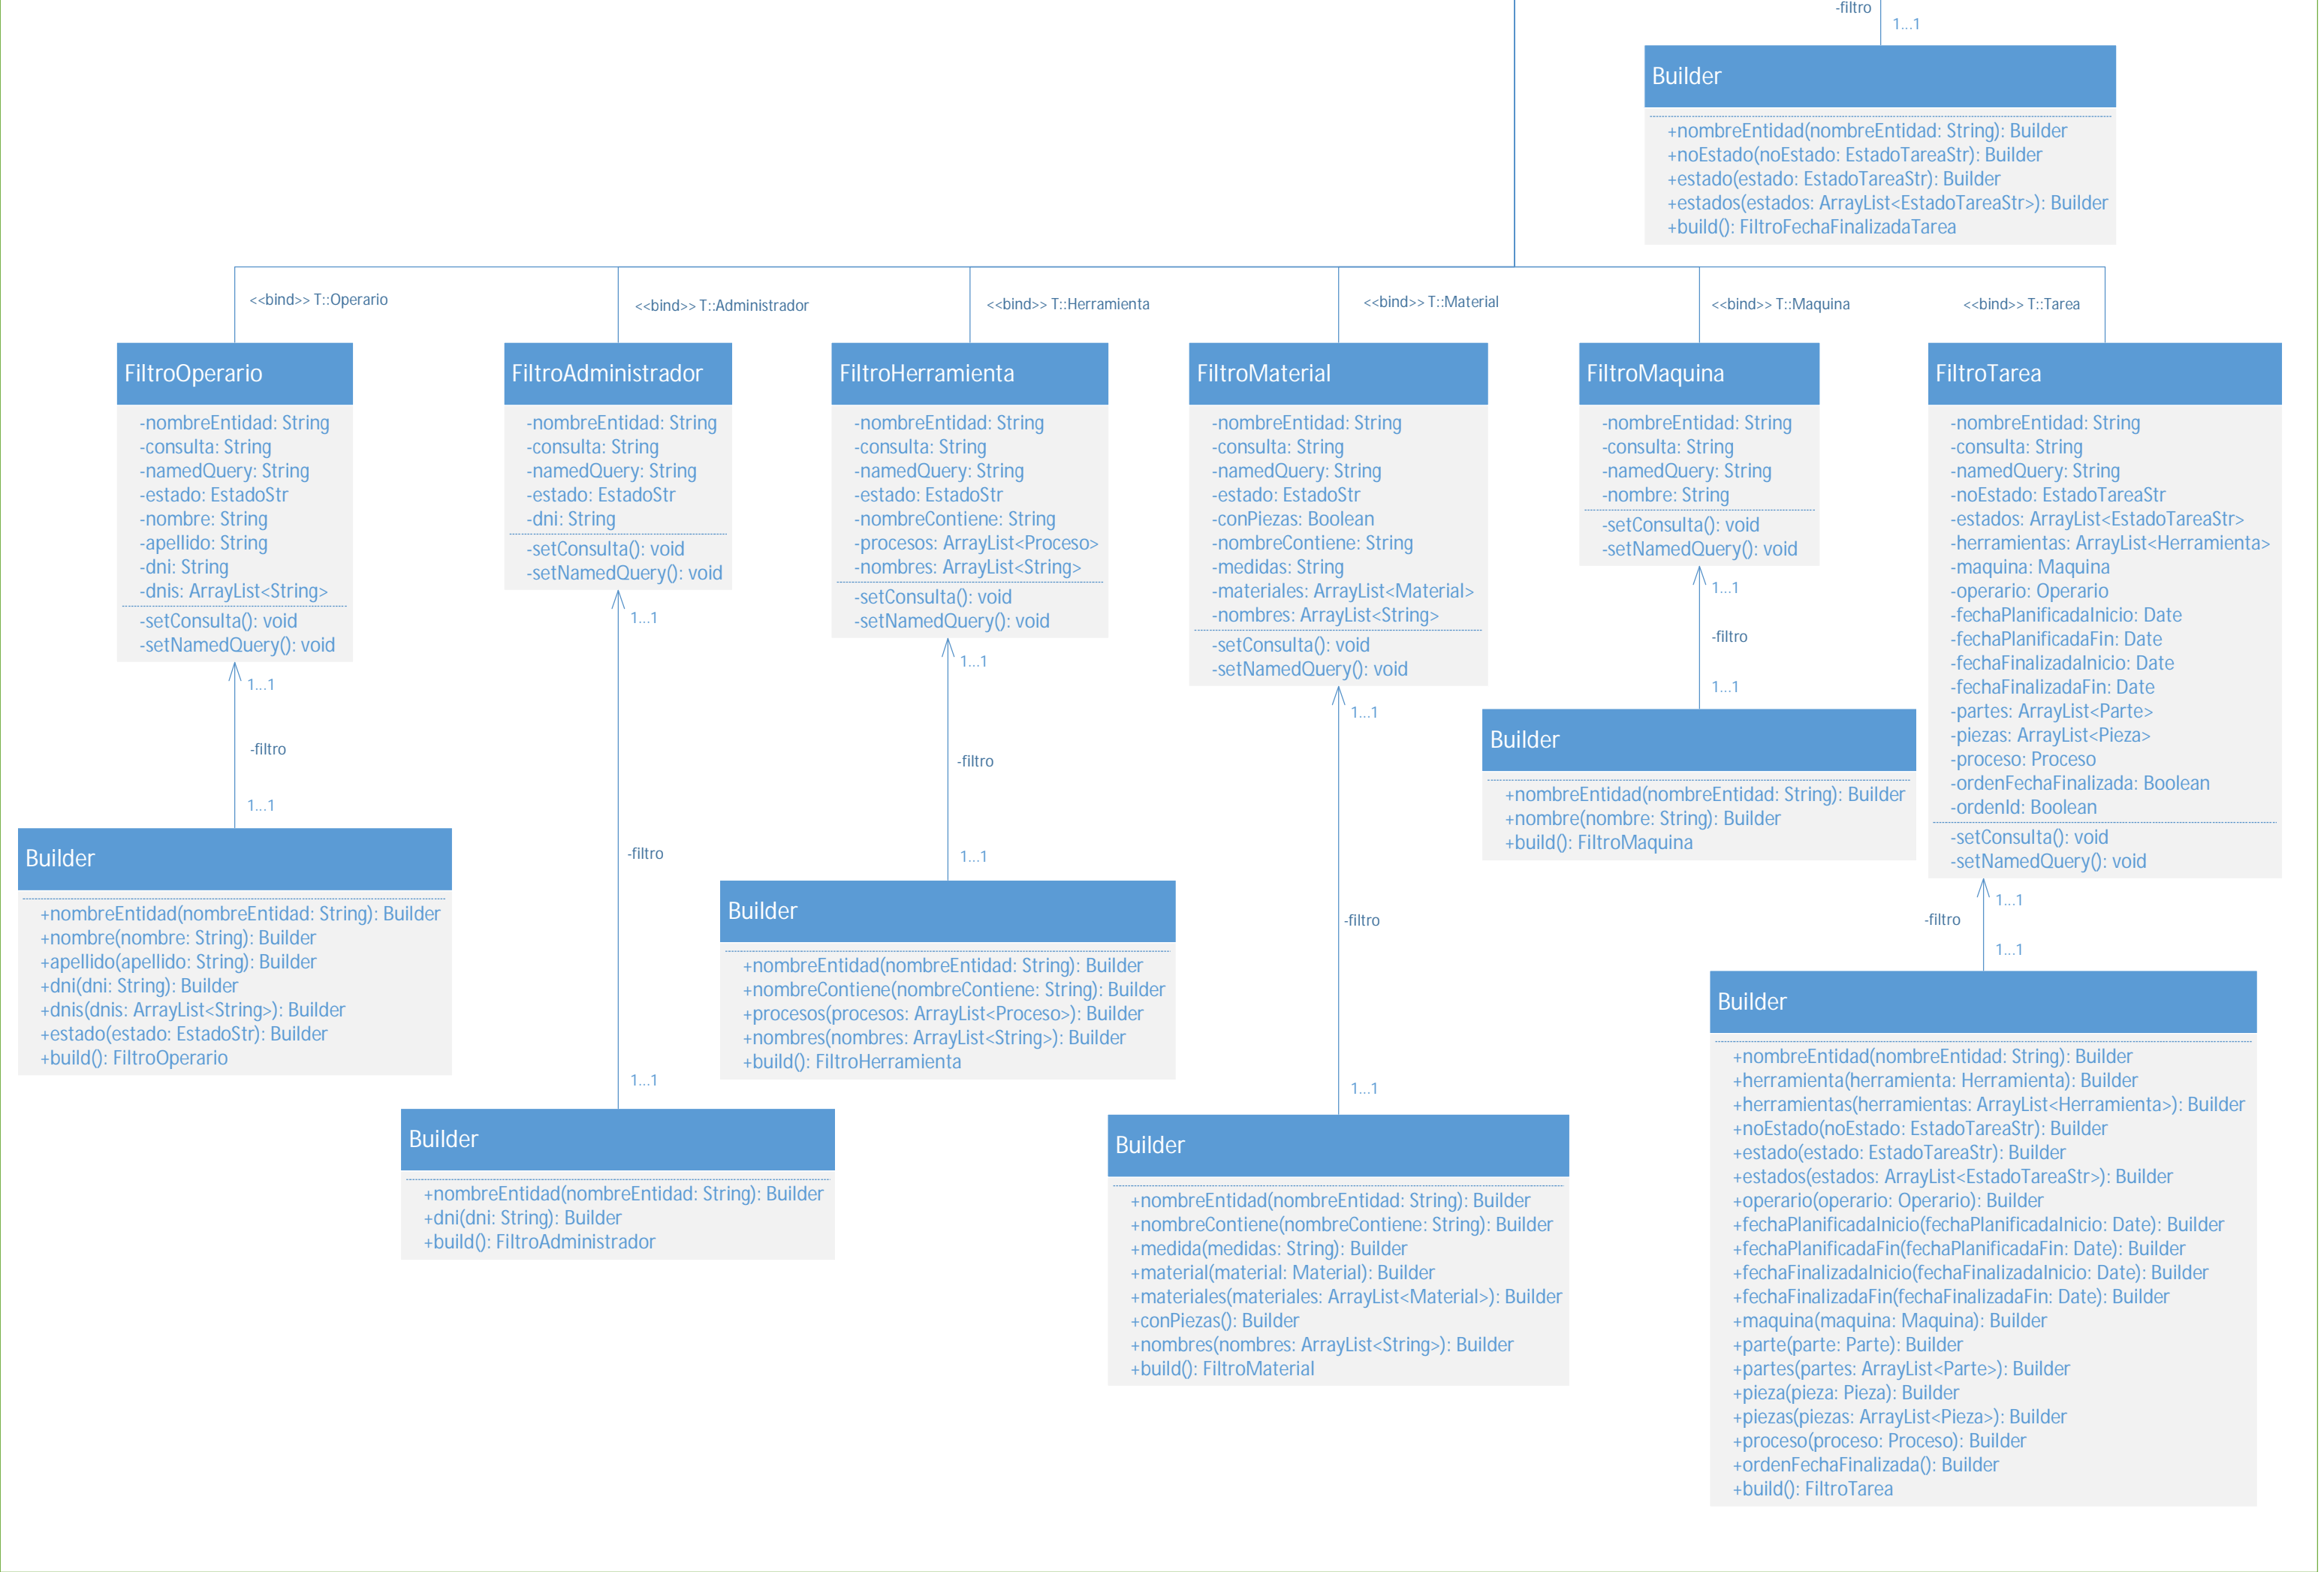 -filtro
1...1
Builder
+nombreEntidad(nombreEntidad: String): Builder
+noEstado(noEstado: EstadoTareaStr): Builder
+estado(estado: EstadoTareaStr): Builder
+estados(estados: ArrayList<EstadoTareaStr>): Builder
+build(): FiltroFechaFinalizadaTarea
<<bind>> T::Operario
<<bind>> T::Administrador
<<bind>> T::Herramienta
<<bind>> T::Material
<<bind>> T::Maquina
<<bind>> T::Tarea
FiltroOperario
-nombreEntidad: String
-consulta: String
-namedQuery: String
-estado: EstadoStr
-nombre: String
-apellido: String
-dni: String
-dnis: ArrayList<String>
-setConsulta(): void
-setNamedQuery(): void
1...1
-filtro
1...1
Builder
+nombreEntidad(nombreEntidad: String): Builder
+nombre(nombre: String): Builder
+apellido(apellido: String): Builder
+dni(dni: String): Builder
+dnis(dnis: ArrayList<String>): Builder
+estado(estado: EstadoStr): Builder
+build(): FiltroOperario
FiltroAdministrador
-nombreEntidad: String
-consulta: String
-namedQuery: String
-estado: EstadoStr
-dni: String
-setConsulta(): void
-setNamedQuery(): void
1...1
-filtro
1...1
Builder
+nombreEntidad(nombreEntidad: String): Builder
+dni(dni: String): Builder
+build(): FiltroAdministrador
FiltroHerramienta
-nombreEntidad: String
-consulta: String
-namedQuery: String
-estado: EstadoStr
-nombreContiene: String
-procesos: ArrayList<Proceso>
-nombres: ArrayList<String>
-setConsulta(): void
-setNamedQuery(): void
1...1
-filtro
1...1
Builder
+nombreEntidad(nombreEntidad: String): Builder
+nombreContiene(nombreContiene: String): Builder
+procesos(procesos: ArrayList<Proceso>): Builder
+nombres(nombres: ArrayList<String>): Builder
+build(): FiltroHerramienta
FiltroMaterial
-nombreEntidad: String
-consulta: String
-namedQuery: String
-estado: EstadoStr
-conPiezas: Boolean
-nombreContiene: String
-medidas: String
-materiales: ArrayList<Material>
-nombres: ArrayList<String>
-setConsulta(): void
-setNamedQuery(): void
1...1
-filtro
1...1
Builder
+nombreEntidad(nombreEntidad: String): Builder
+nombreContiene(nombreContiene: String): Builder
+medida(medidas: String): Builder
+material(material: Material): Builder
+materiales(materiales: ArrayList<Material>): Builder
+conPiezas(): Builder
+nombres(nombres: ArrayList<String>): Builder
+build(): FiltroMaterial
FiltroMaquina
-nombreEntidad: String
-consulta: String
-namedQuery: String
-nombre: String
-setConsulta(): void
-setNamedQuery(): void
1...1
-filtro
1...1
Builder
+nombreEntidad(nombreEntidad: String): Builder
+nombre(nombre: String): Builder
+build(): FiltroMaquina
FiltroTarea
-nombreEntidad: String
-consulta: String
-namedQuery: String
-noEstado: EstadoTareaStr
-estados: ArrayList<EstadoTareaStr>
-herramientas: ArrayList<Herramienta>
-maquina: Maquina
-operario: Operario
-fechaPlanificadaInicio: Date
-fechaPlanificadaFin: Date
-fechaFinalizadaInicio: Date
-fechaFinalizadaFin: Date
-partes: ArrayList<Parte>
-piezas: ArrayList<Pieza>
-proceso: Proceso
-ordenFechaFinalizada: Boolean
-ordenId: Boolean
-setConsulta(): void
-setNamedQuery(): void
1...1
-filtro
1...1
Builder
+nombreEntidad(nombreEntidad: String): Builder
+herramienta(herramienta: Herramienta): Builder
+herramientas(herramientas: ArrayList<Herramienta>): Builder
+noEstado(noEstado: EstadoTareaStr): Builder
+estado(estado: EstadoTareaStr): Builder
+estados(estados: ArrayList<EstadoTareaStr>): Builder
+operario(operario: Operario): Builder
+fechaPlanificadaInicio(fechaPlanificadaInicio: Date): Builder
+fechaPlanificadaFin(fechaPlanificadaFin: Date): Builder
+fechaFinalizadaInicio(fechaFinalizadaInicio: Date): Builder
+fechaFinalizadaFin(fechaFinalizadaFin: Date): Builder
+maquina(maquina: Maquina): Builder
+parte(parte: Parte): Builder
+partes(partes: ArrayList<Parte>): Builder
+pieza(pieza: Pieza): Builder
+piezas(piezas: ArrayList<Pieza>): Builder
+proceso(proceso: Proceso): Builder
+ordenFechaFinalizada(): Builder
+build(): FiltroTarea